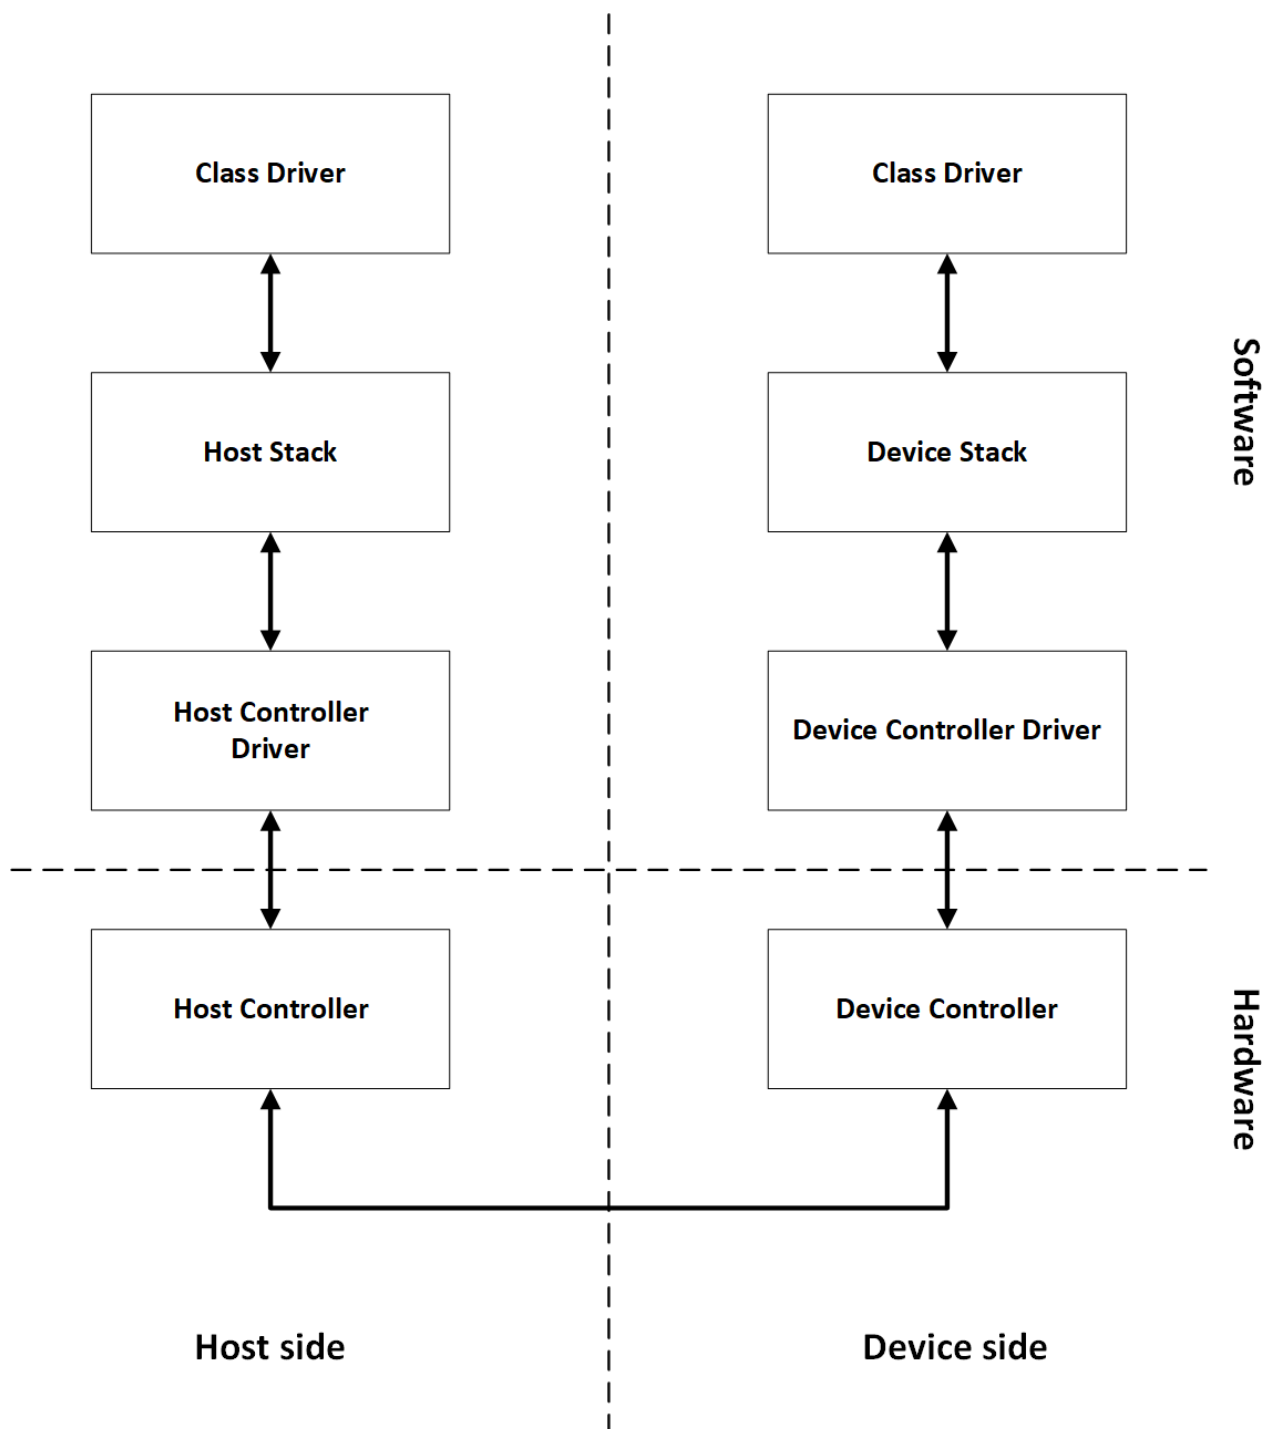 Class Driver
Class Driver
Host Stack
Device Stack
Software
Host Controller
Driver
Device Controller Driver
Host Controller
Device Controller
Hardware
Host side
Device side